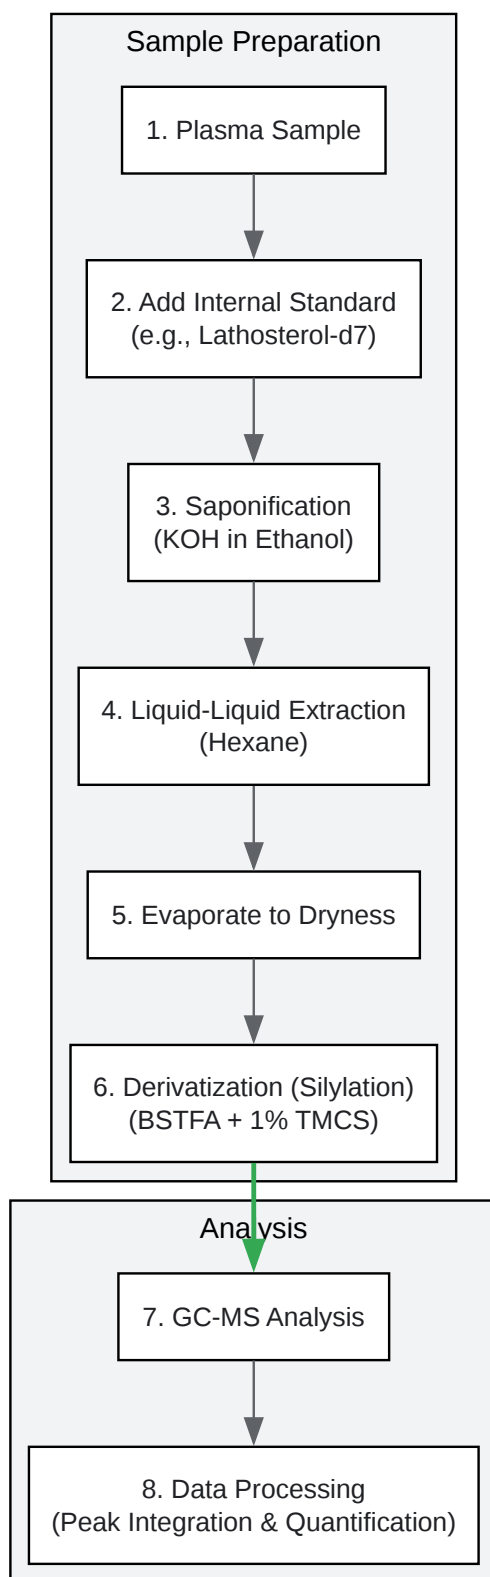 Sample Preparation
1. Plasma Sample
2. Add Internal Standard
(e.g., Lathosterol-d7)
3. Saponification
(KOH in Ethanol)
4. Liquid-Liquid Extraction
(Hexane)
5. Evaporate to Dryness
6. Derivatization (Silylation)
(BSTFA + 1% TMCS)
Analysis
7. GC-MS Analysis
8. Data Processing
(Peak Integration & Quantification)